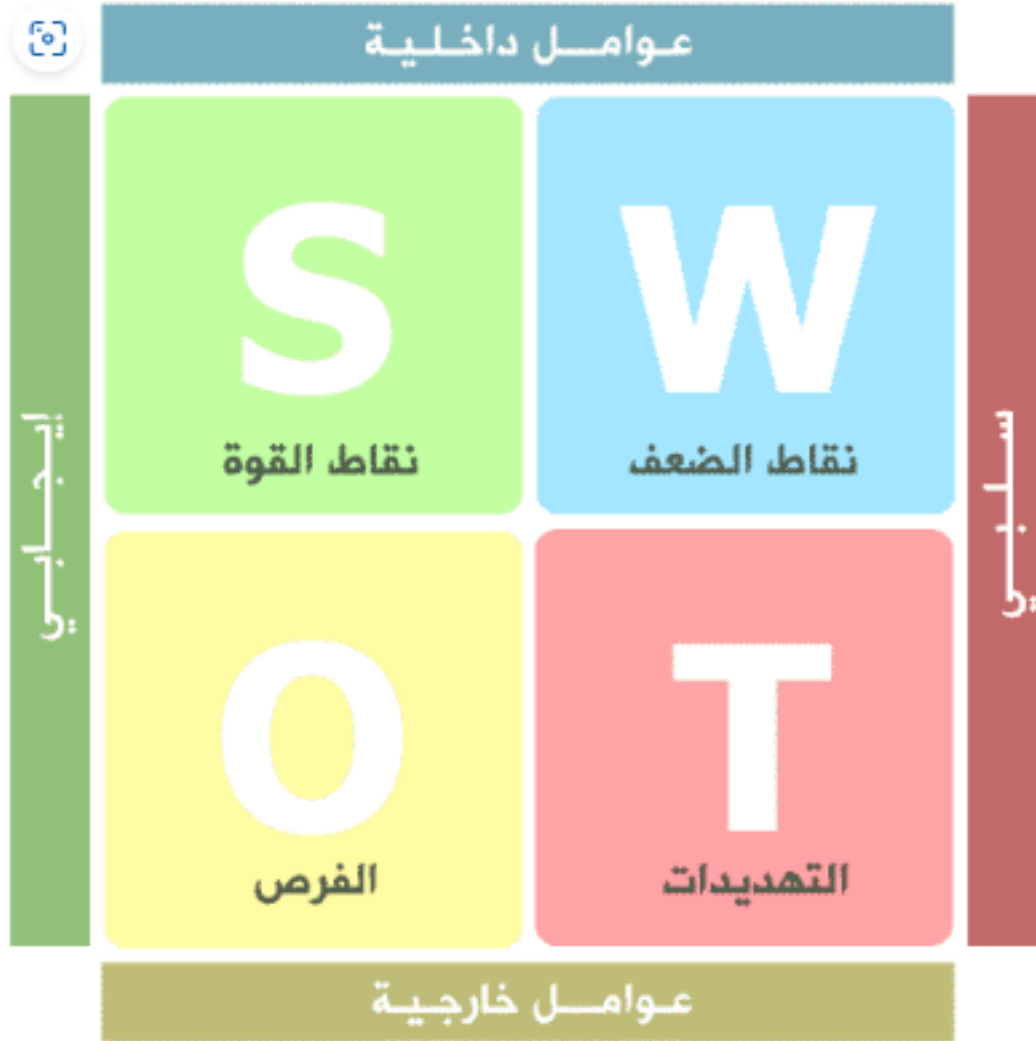 عوامل داخلية
S
نقاط القوة
W
نقاط الضعف
إيجابي
سلبي
O
الفرص
T
التهديدات
عوامل خارجية